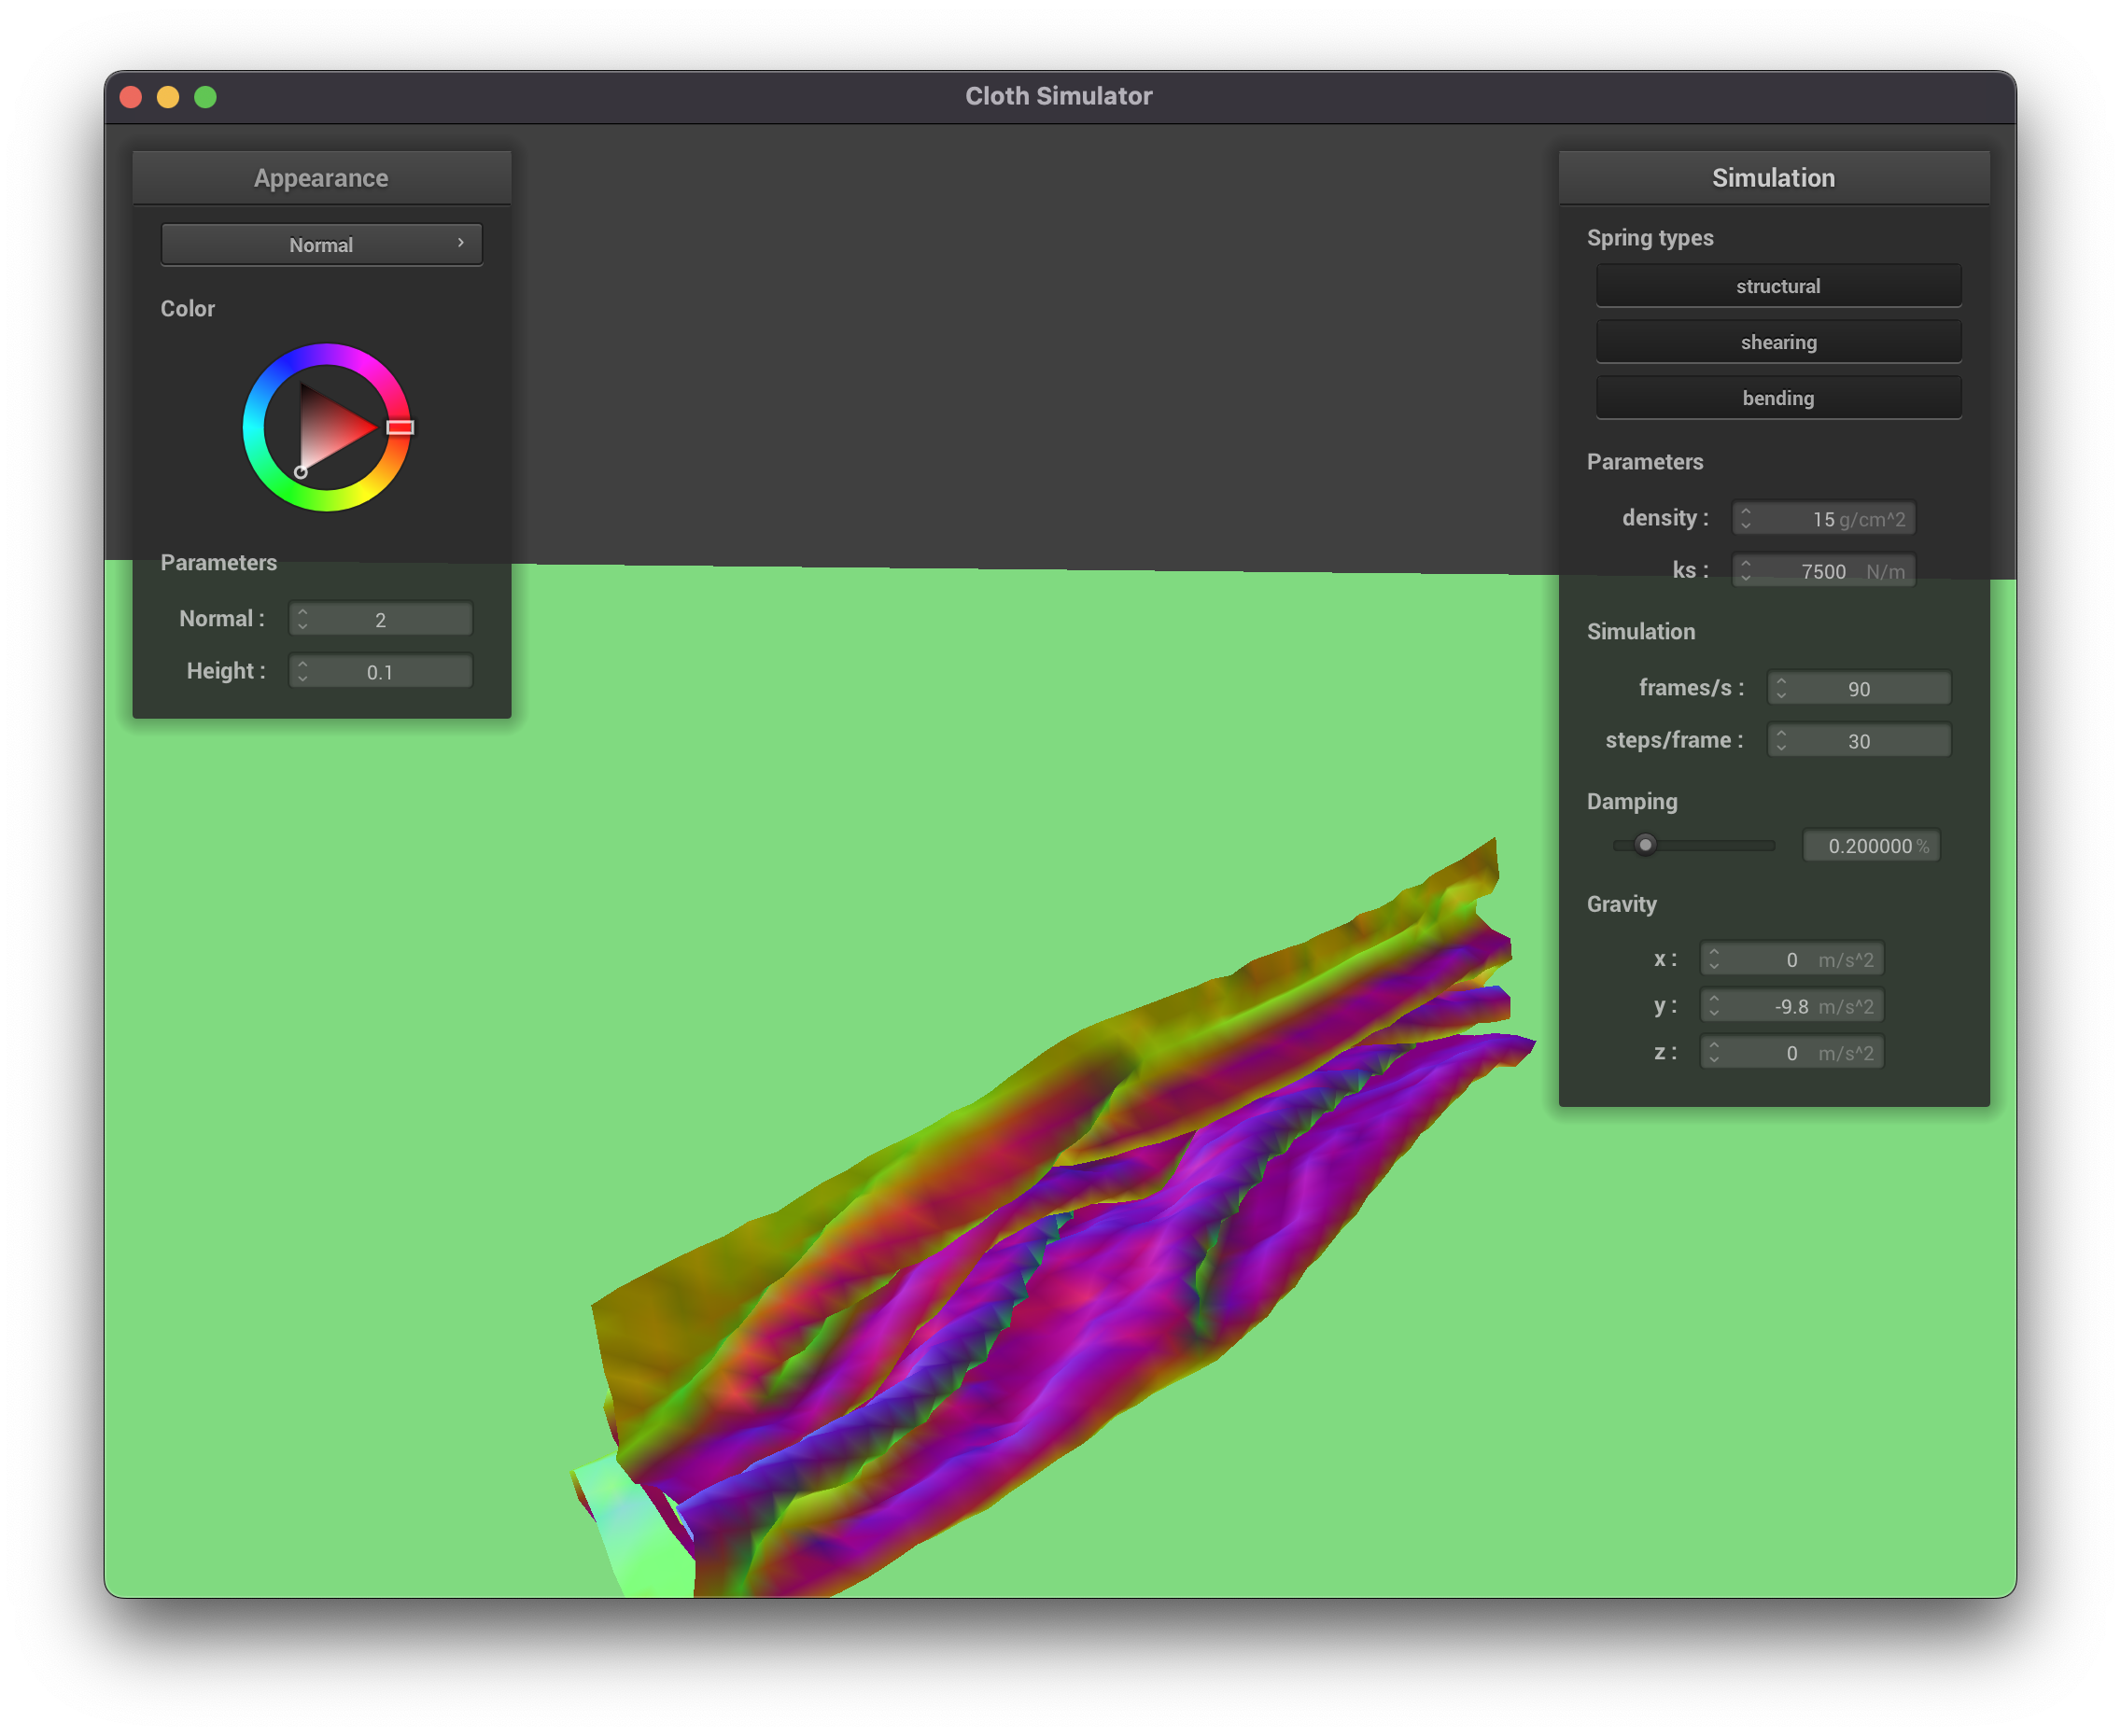 Cloth Simulator
Appearance
Normal
Color
Parameters
Normal : 2
Height : 0.1
Simulation
Spring types
structural
shearing
bending
Parameters
density : 15 g/cm^2
ks : 7500 N/m
Simulation
frames/s : 90
steps/frame : 30
Damping
0.200000 %
Gravity
x : 0 m/s^2
y : -9.8 m/s^2
z : 0 m/s^2